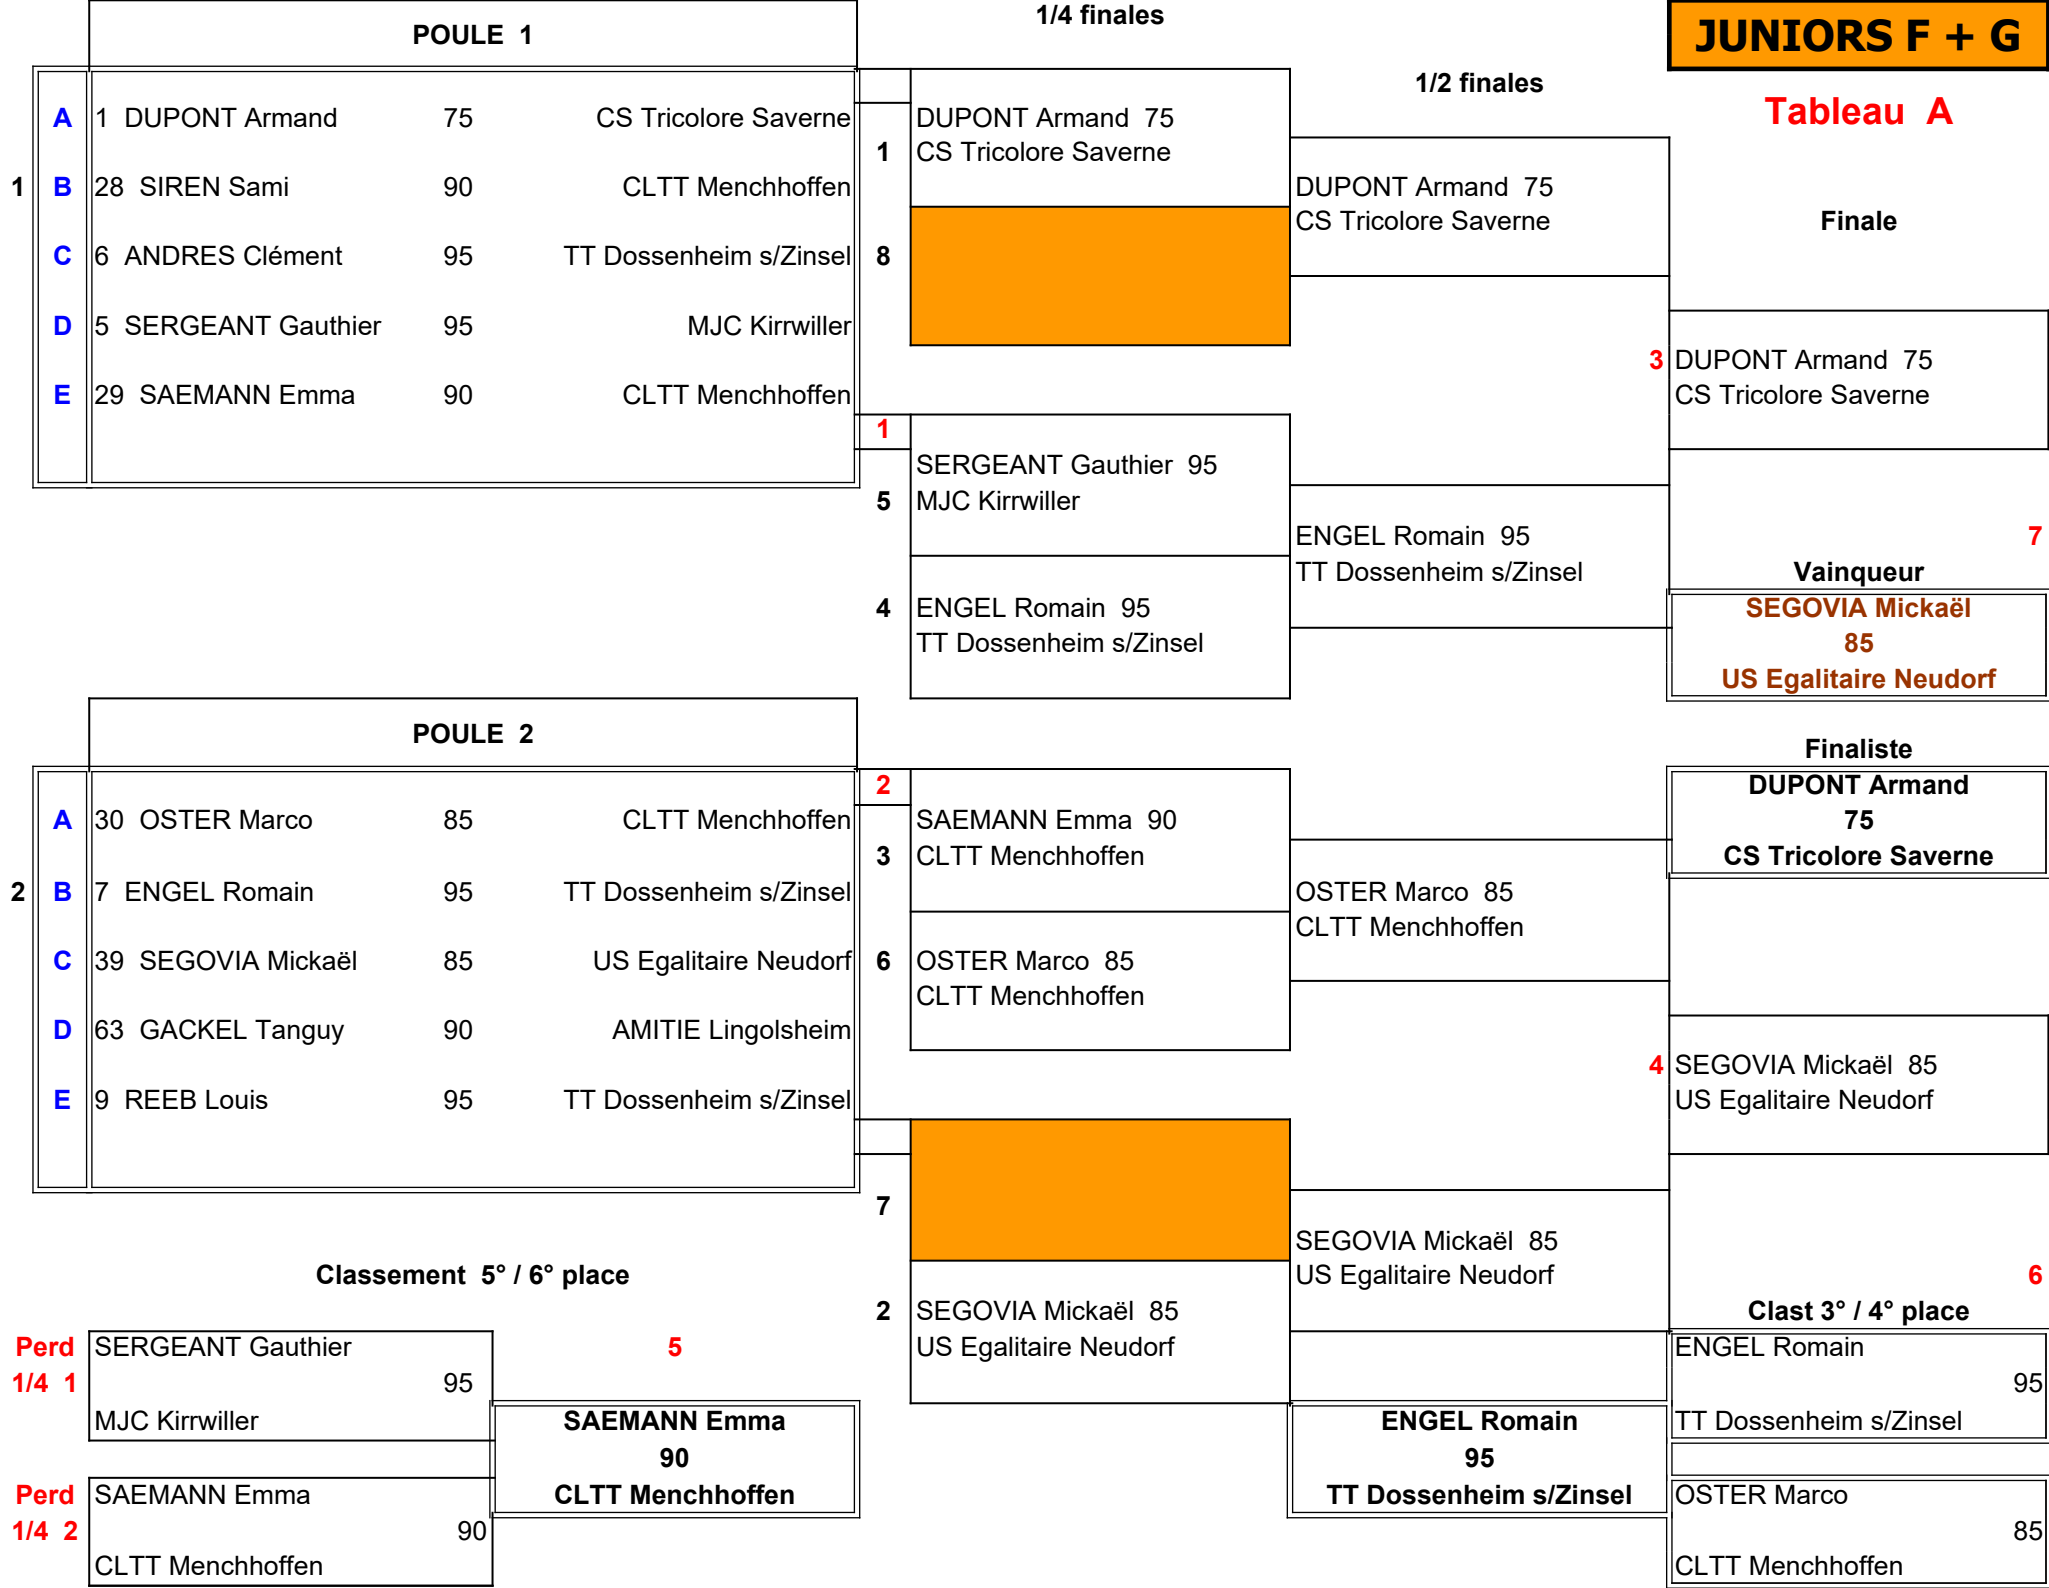 1/4 finales
JUNIORS F + G
POULE 1
1/2 finales
Tableau A
A 1 DUPONT Armand 75 CS Tricolore Saverne
1 B 28 SIREN Sami 90 CLTT Menchhoffen
C 6 ANDRES Clément 95 TT Dossenheim s/Zinsel
D 5 SERGEANT Gauthier 95 MJC Kirrwiller
E 29 SAEMANN Emma 90 CLTT Menchhoffen
1
DUPONT Armand 75
CS Tricolore Saverne
8
1
5
SERGEANT Gauthier 95
MJC Kirrwiller
4
ENGEL Romain 95
TT Dossenheim s/Zinsel
DUPONT Armand 75
CS Tricolore Saverne
ENGEL Romain 95
TT Dossenheim s/Zinsel
Finale
3
DUPONT Armand 75
CS Tricolore Saverne
7
Vainqueur
SEGOVIA Mickaël
85
US Egalitaire Neudorf
Finaliste
DUPONT Armand
75
CS Tricolore Saverne
POULE 2
A 30 OSTER Marco 85 CLTT Menchhoffen
2 B 7 ENGEL Romain 95 TT Dossenheim s/Zinsel
C 39 SEGOVIA Mickaël 85 US Egalitaire Neudorf
D 63 GACKEL Tanguy 90 AMITIE Lingolsheim
E 9 REEB Louis 95 TT Dossenheim s/Zinsel
2
3
SAEMANN Emma 90
CLTT Menchhoffen
6
OSTER Marco 85
CLTT Menchhoffen
7
2
SEGOVIA Mickaël 85
US Egalitaire Neudorf
OSTER Marco 85
CLTT Menchhoffen
SEGOVIA Mickaël 85
US Egalitaire Neudorf
4
SEGOVIA Mickaël 85
US Egalitaire Neudorf
Classement 5° / 6° place
Perd
1/4 1
SERGEANT Gauthier
95
MJC Kirrwiller
5
SAEMANN Emma
90
CLTT Menchhoffen
Perd
1/4 2
SAEMANN Emma
90
CLTT Menchhoffen
6
Clast 3° / 4° place
ENGEL Romain
95
TT Dossenheim s/Zinsel
ENGEL Romain
95
TT Dossenheim s/Zinsel
OSTER Marco
85
CLTT Menchhoffen